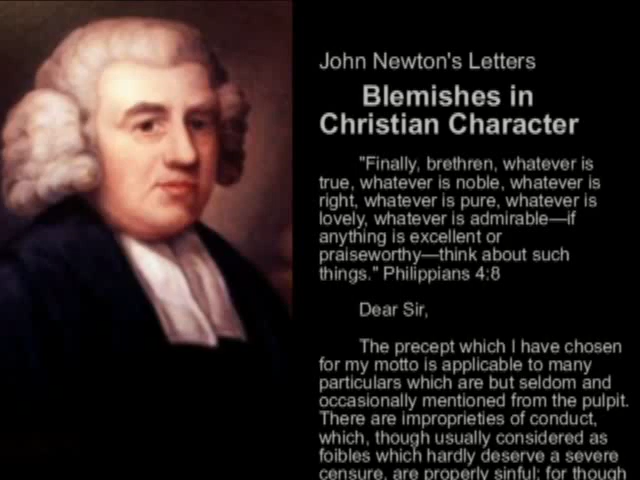 John Newton's Letters
Blemishes in
Christian Character
"Finally, brethren, whatever is
true, whatever is noble, whatever is
right, whatever is pure, whatever is
lovely, whatever is admirable—if
anything is excellent or
praiseworthy—think about such
things." Philippians 4:8
Dear Sir,
The precept which I have chosen
for my motto is applicable to many
particulars which are but seldom and
occasionally mentioned from the pulpit.
There are improprieties of conduct,
which, though usually considered as
foibles which hardly deserve a severe
censure, are properly sinful; for though